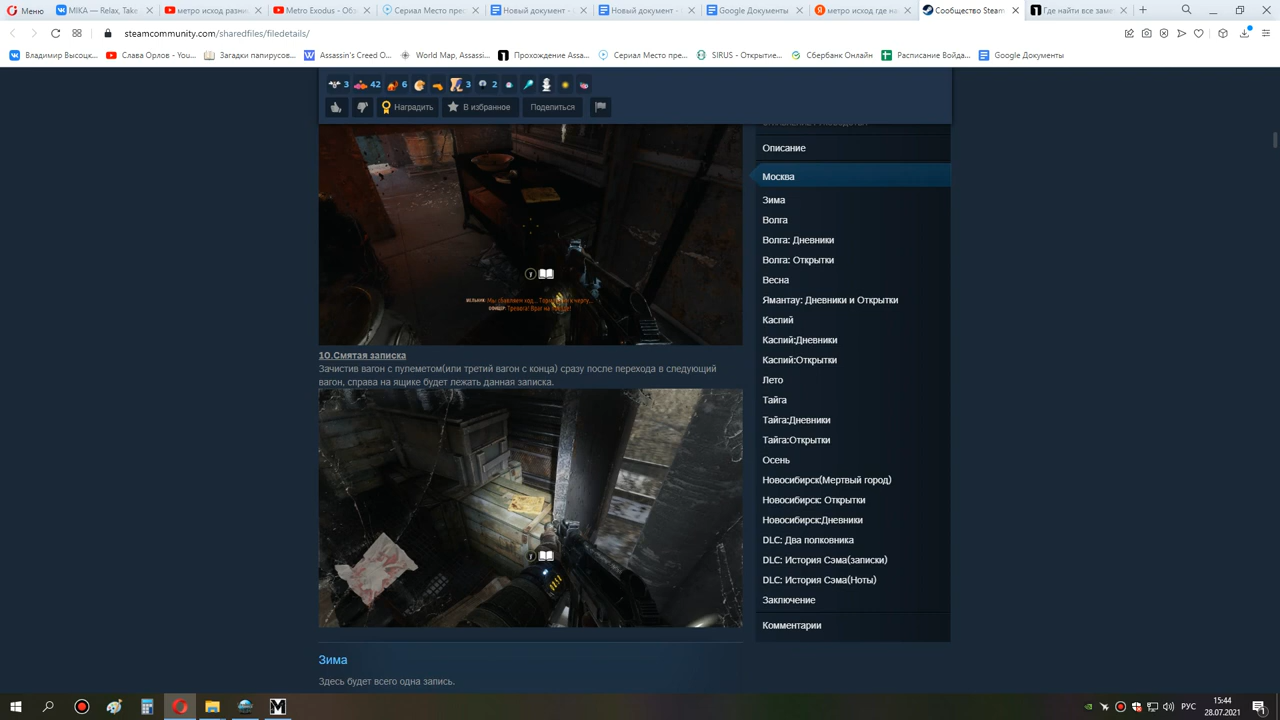 Меню
MIKA — Relax, Take
метро исход разни
Metro Exodus - Обз
Сериал Место прес
Новый документ -
Новый документ -
Google Документы
метро исход где на
Сообщество Steam
Где найти все заме
steamcommunity.com/sharedfiles/filedetails/
Владимир Высоцк...
Слава Орлов - You...
Загадки папирусов...
Assassin's Creed O...
World Map, Assassi...
Прохождение Assa...
Сериал Место пре...
SIRUS - Открытие...
Сбербанк Онлайн
Расписание Войда...
Google Документы
3
42
6
3
2
Наградить
В избранное
Поделиться
Описание
Москва
Зима
Волга
Волга: Дневники
Волга: Открытки
Весна
Ямантау: Дневники и Открытки
Каспий
Каспий:Дневники
Каспий:Открытки
Лето
Тайга
Тайга:Дневники
Тайга:Открытки
Осень
Новосибирск(Мертвый город)
Новосибирск: Открытки
Новосибирск:Дневники
DLC: Два полковника
DLC: История Сэма(записки)
DLC: История Сэма(Ноты)
Заключение
Комментарии
10.Смятая записка
Зачистив вагон с пулеметом(или третий вагон с конца) сразу после перехода в следующий
вагон, справа на ящике будет лежать данная записка.
Зима
Здесь будет всего одна запись.
РУС
15:44
28.07.2021
1